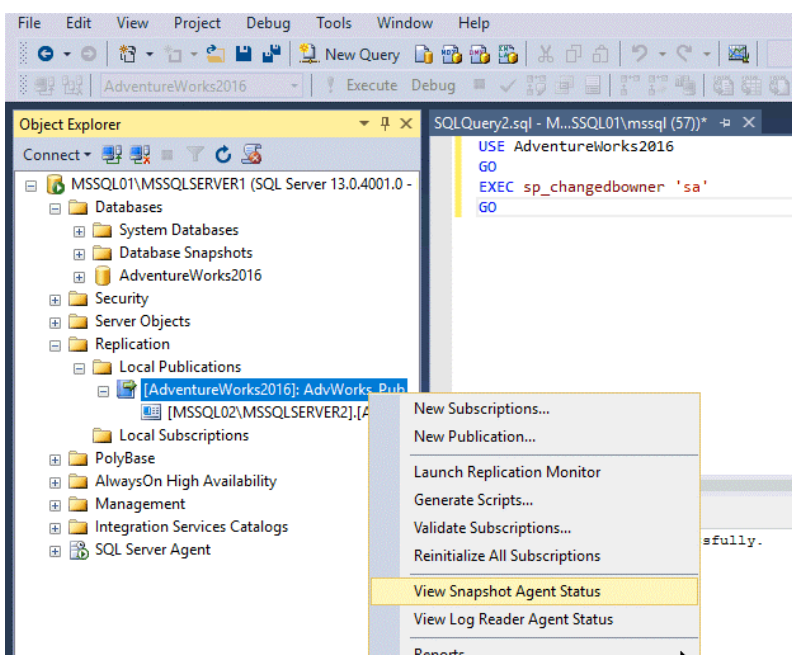 File Edit View Project Debug Tools Window Help
New Query
AdventureWorks2016 Execute Debug
Object Explorer
Connect
MSSQL01\MSSQLSERVER1 (SQL Server 13.0.4001.0 -
Databases
System Databases
Database Snapshots
AdventureWorks2016
Security
Server Objects
Replication
Local Publications
[AdventureWorks2016]: AdvWorks_Pub
[MSSQL02\MSSQLSERVER2].[A
Local Subscriptions
PolyBase
AlwaysOn High Availability
Management
Integration Services Catalogs
SQL Server Agent
SQLQuery2.sql - M...SSQL01\mssql (57))*
USE AdventureWorks2016
GO
EXEC sp_changedbowner 'sa'
GO
New Subscriptions...
New Publication...
Launch Replication Monitor
Generate Scripts...
Validate Subscriptions...
Reinitialize All Subscriptions
View Snapshot Agent Status
View Log Reader Agent Status
Reports
sfully.